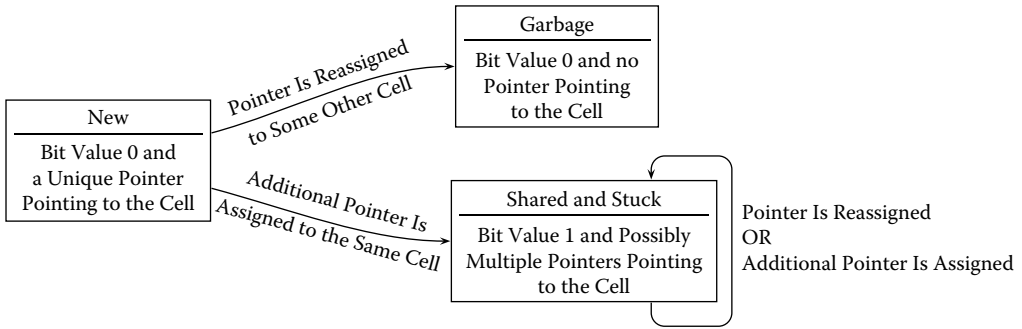 Garbage
Bit Value 0 and no
Pointer Pointing
to the Cell
Pointer Is Reassigned
to Some Other Cell
New
Bit Value 0 and
a Unique Pointer
Pointing to the Cell
Additional Pointer Is
Assigned to the Same Cell
Shared and Stuck
Bit Value 1 and Possibly
Multiple Pointers Pointing
to the Cell
Pointer Is Reassigned
OR
Additional Pointer Is Assigned